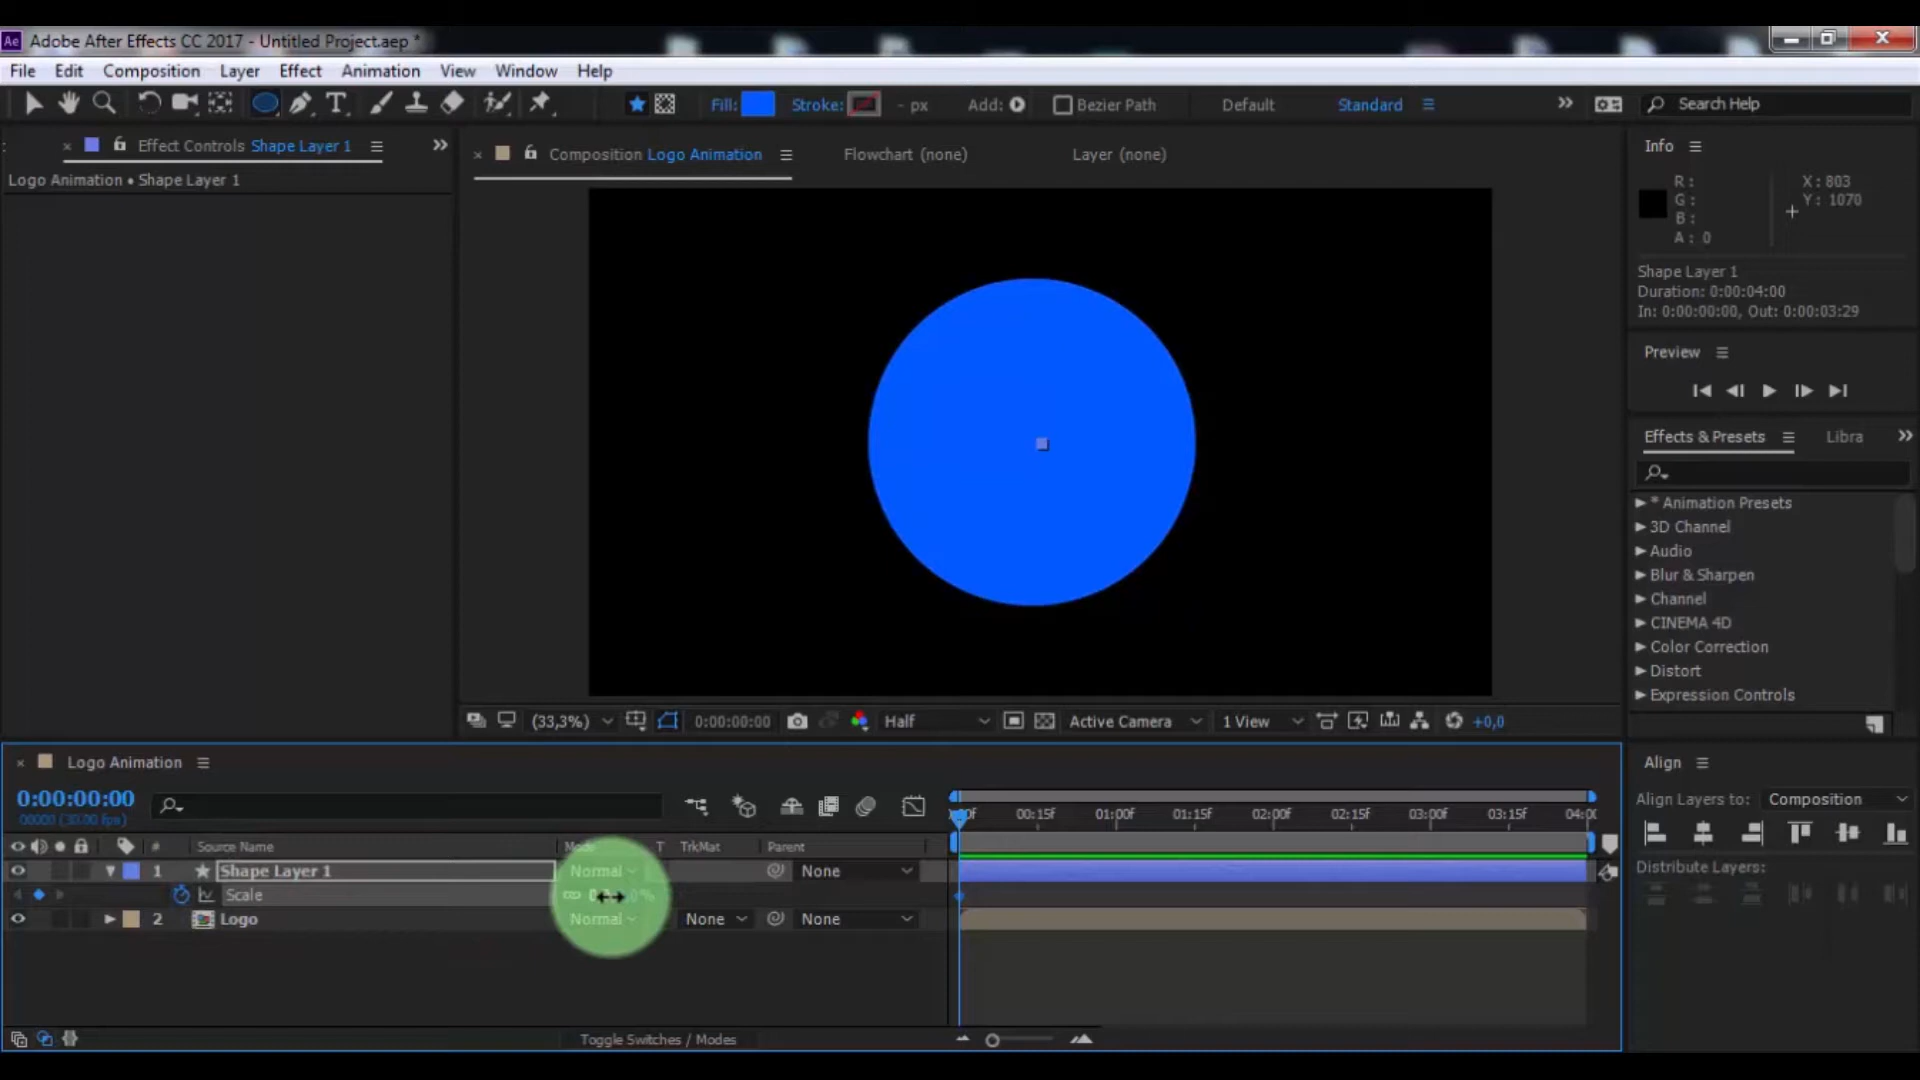 Ae Adobe After Effects CC 2017 - Untitled Project.aep *
File Edit Composition Layer Effect Animation View Window Help
Fill: Stroke: - px Add: Bezier Path Default Standard Search Help
Effect Controls Shape Layer 1
Logo Animation • Shape Layer 1
Composition Logo Animation Flowchart (none) Layer (none)
Info
R:
G:
B:
A: 0
X: 803
Y: 1070
Shape Layer 1
Duration: 0:00:04:00
In: 0:00:00:00, Out: 0:00:03:29
Preview
Effects & Presets Libra
* Animation Presets
3D Channel
Audio
Blur & Sharpen
Channel
CINEMA 4D
Color Correction
Distort
Expression Controls
(33,3%) 0:00:00:00 Half Active Camera 1 View +0,0
Logo Animation
0:00:00:00
00000 (30.00 fps)
00:15f 01:00f 01:15f 02:00f 02:15f 03:00f 03:15f
# Source Name T TrkMat Parent
1 Shape Layer 1 Normal None
Scale
2 Logo Normal None None
Toggle Switches / Modes
Align
Align Layers to: Composition
Distribute Layers: